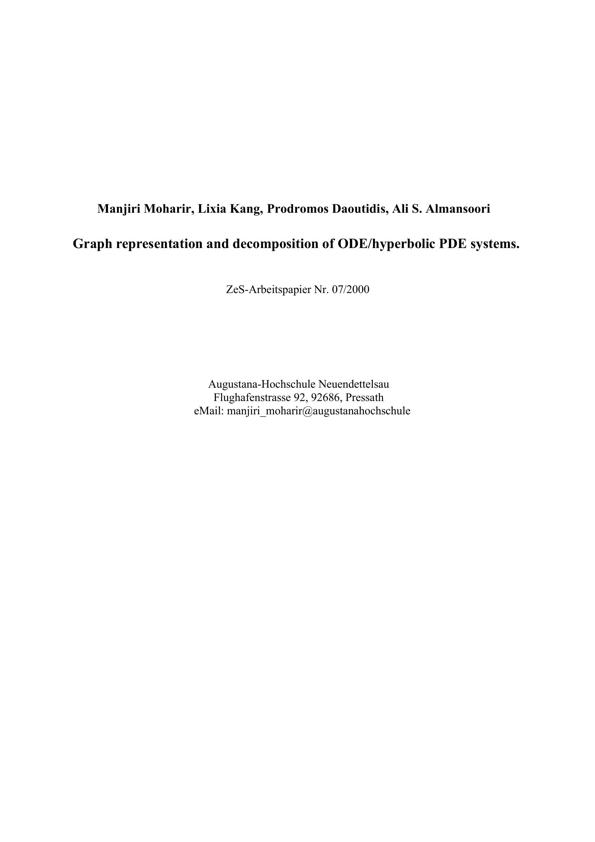 Manjiri Moharir, Lixia Kang, Prodromos Daoutidis, Ali S. Almansoori
Graph representation and decomposition of ODE/hyperbolic PDE systems.
ZeS-Arbeitspapier Nr. 07/2000
Augustana-Hochschule Neuendettelsau
Flughafenstrasse 92, 92686, Pressath
eMail: manjiri_moharir@augustanahochschule